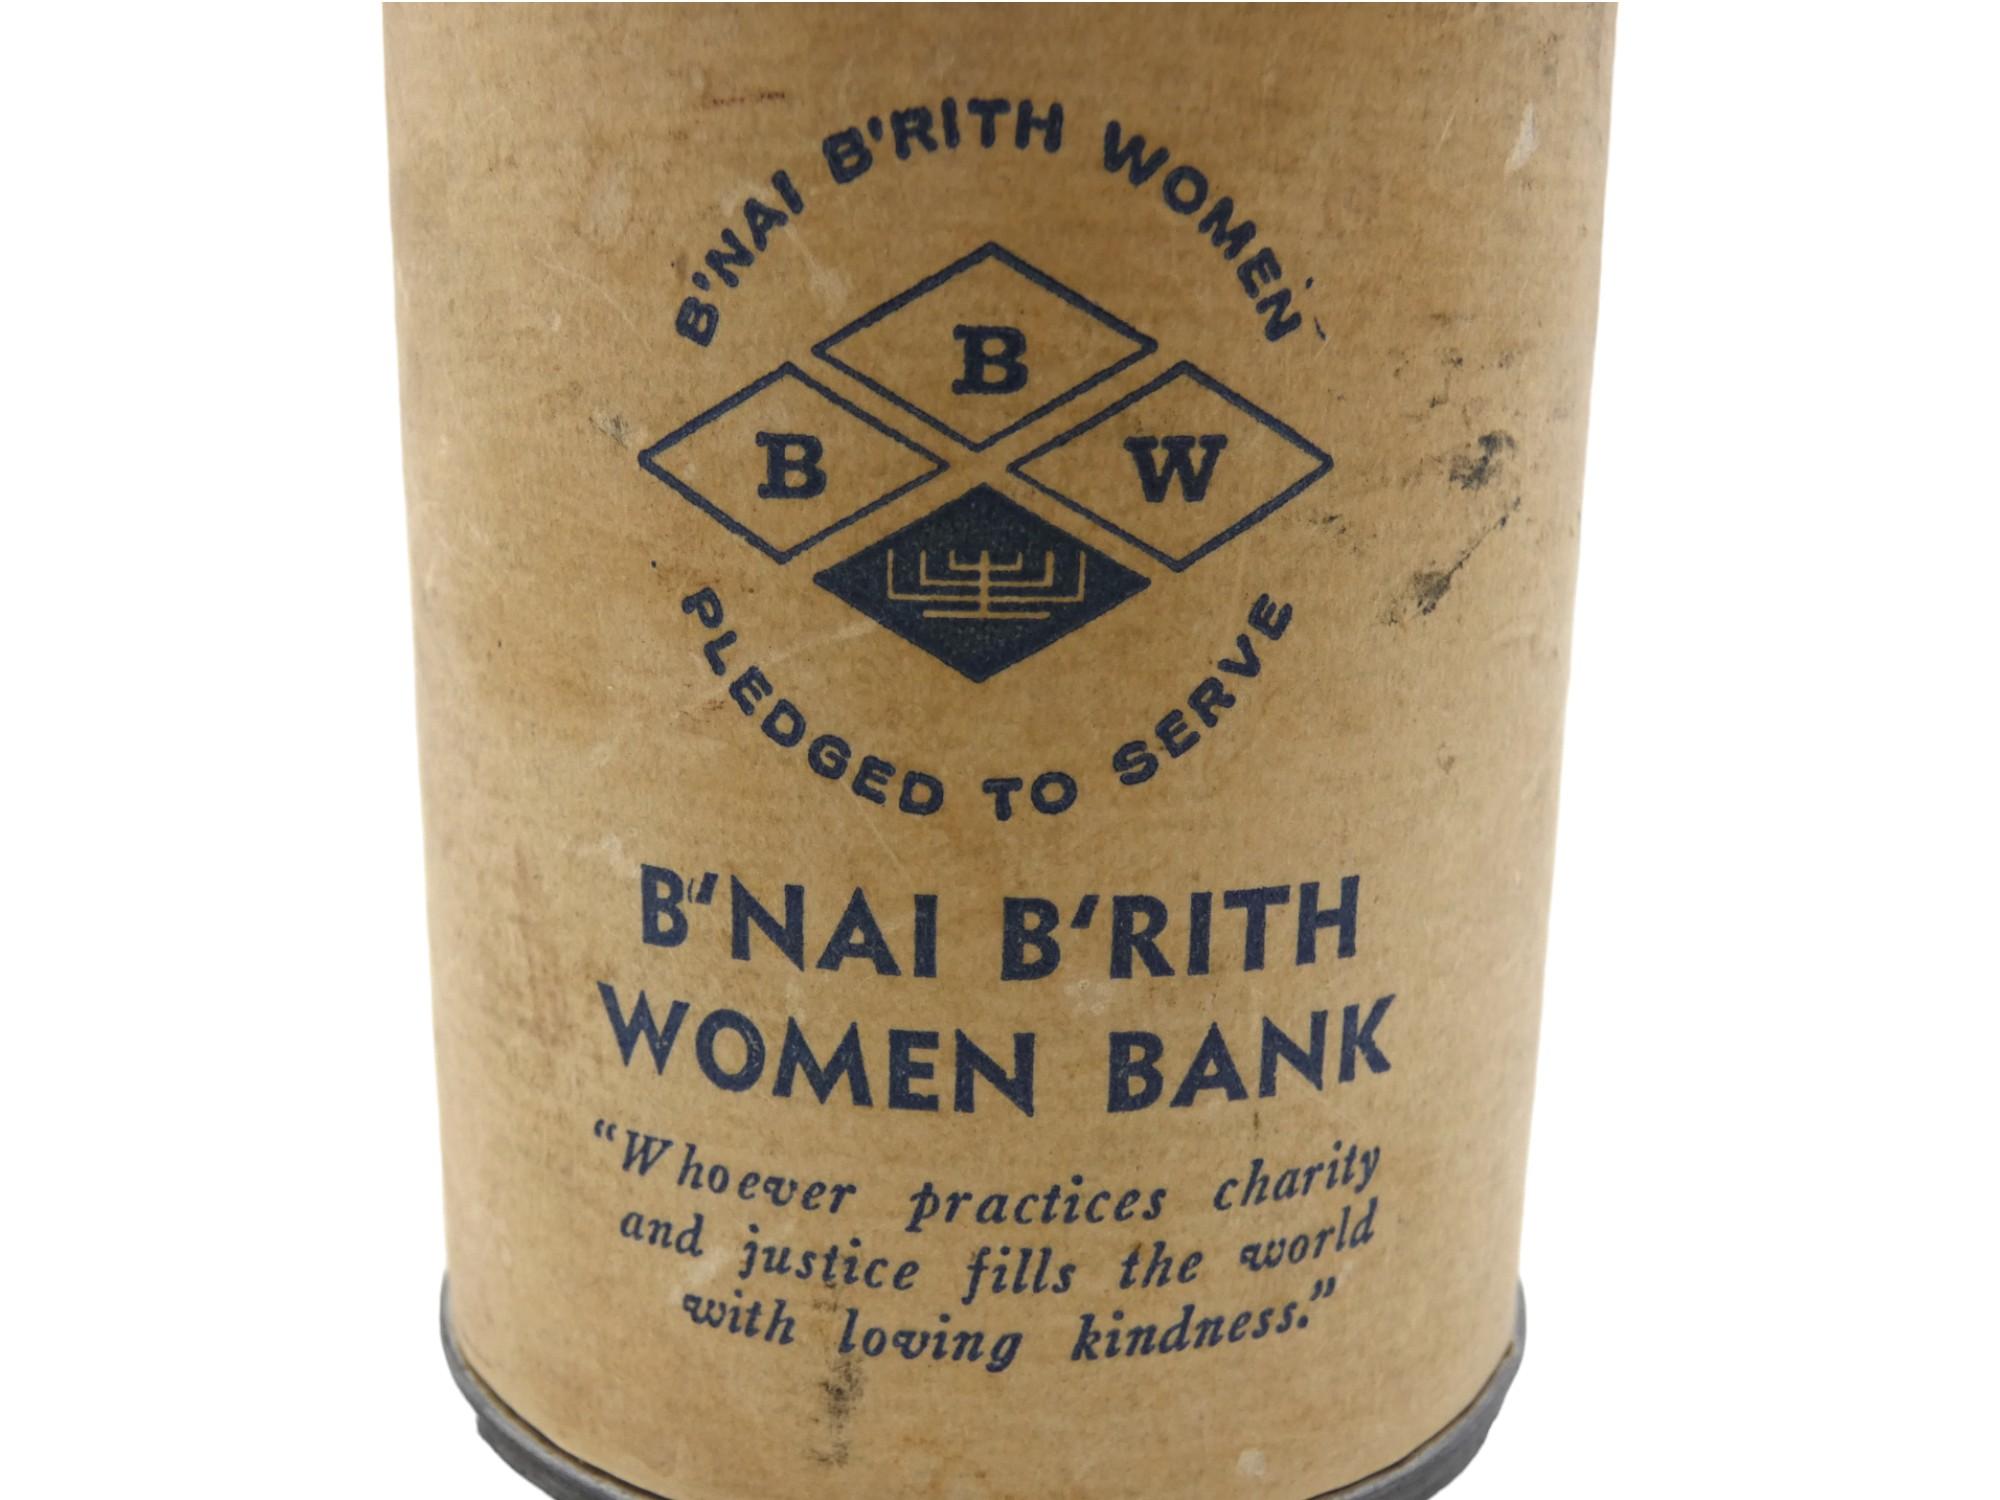 B'NAI B'RITH WOMEN
B
B W
PLEDGED TO SERVE
B'NAI B'RITH
WOMEN BANK
“Whoever practices charity
and justice fills the world
with loving kindness.”